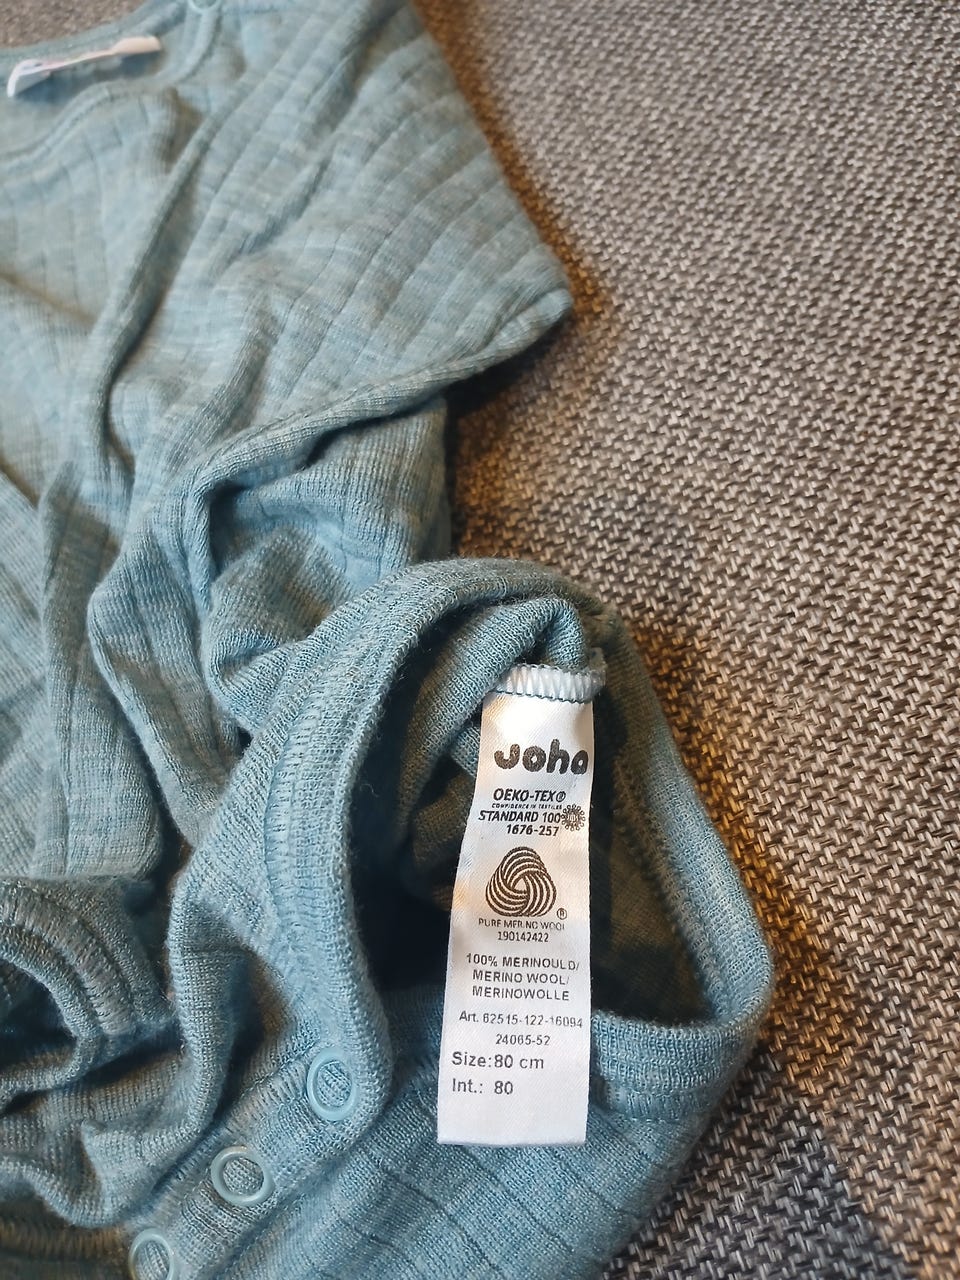 Joha
OEKO-TEX®
CONFIDENCE IN TEXTILES
STANDARD 100
1676-257
®
PURE MERINO WOOL
190142422
100% MERINOULD/
MERINO WOOL/
MERINOWOLLE
Art. 62515-122-16094
24065-52
Size: 80 cm
Int.: 80